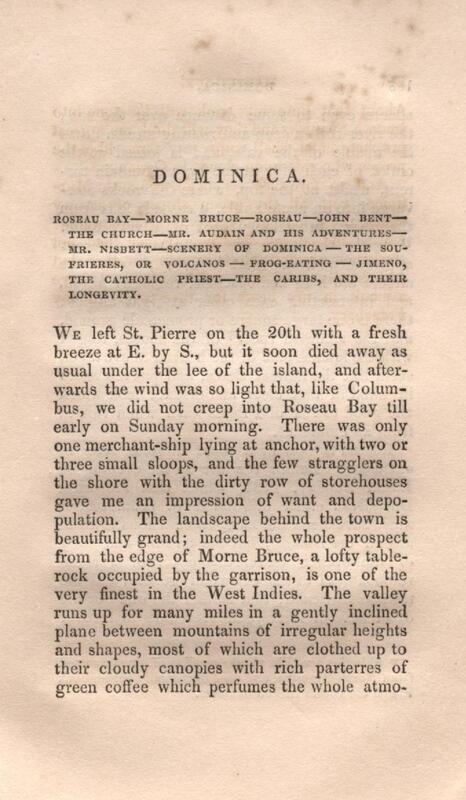 DOMINICA.
ROSEAU BAY—MORNE BRUCE—ROSEAU—JOHN BENT—
THE CHURCH—MR. AUDAIN AND HIS ADVENTURES—
MR. NISBETT—SCENERY OF DOMINICA — THE SOU-
FRIERES, OR VOLCANOS — FROG-EATING — JIMENO,
THE CATHOLIC PRIEST—THE CARIBS, AND THEIR
LONGEVITY.
WE left St. Pierre on the 20th with a fresh
breeze at E. by S., but it soon died away as
usual under the lee of the island, and after-
wards the wind was so light that, like Colum-
bus, we did not creep into Roseau Bay till
early on Sunday morning. There was only
one merchant-ship lying at anchor, with two or
three small sloops, and the few stragglers on
the shore with the dirty row of storehouses
gave me an impression of want and depo-
pulation. The landscape behind the town is
beautifully grand; indeed the whole prospect
from the edge of Morne Bruce, a lofty table-
rock occupied by the garrison, is one of the
very finest in the West Indies. The valley
runs up for many miles in a gently inclined
plane between mountains of irregular heights
and shapes, most of which are clothed up to
their cloudy canopies with rich parterres of
green coffee which perfumes the whole atmo-